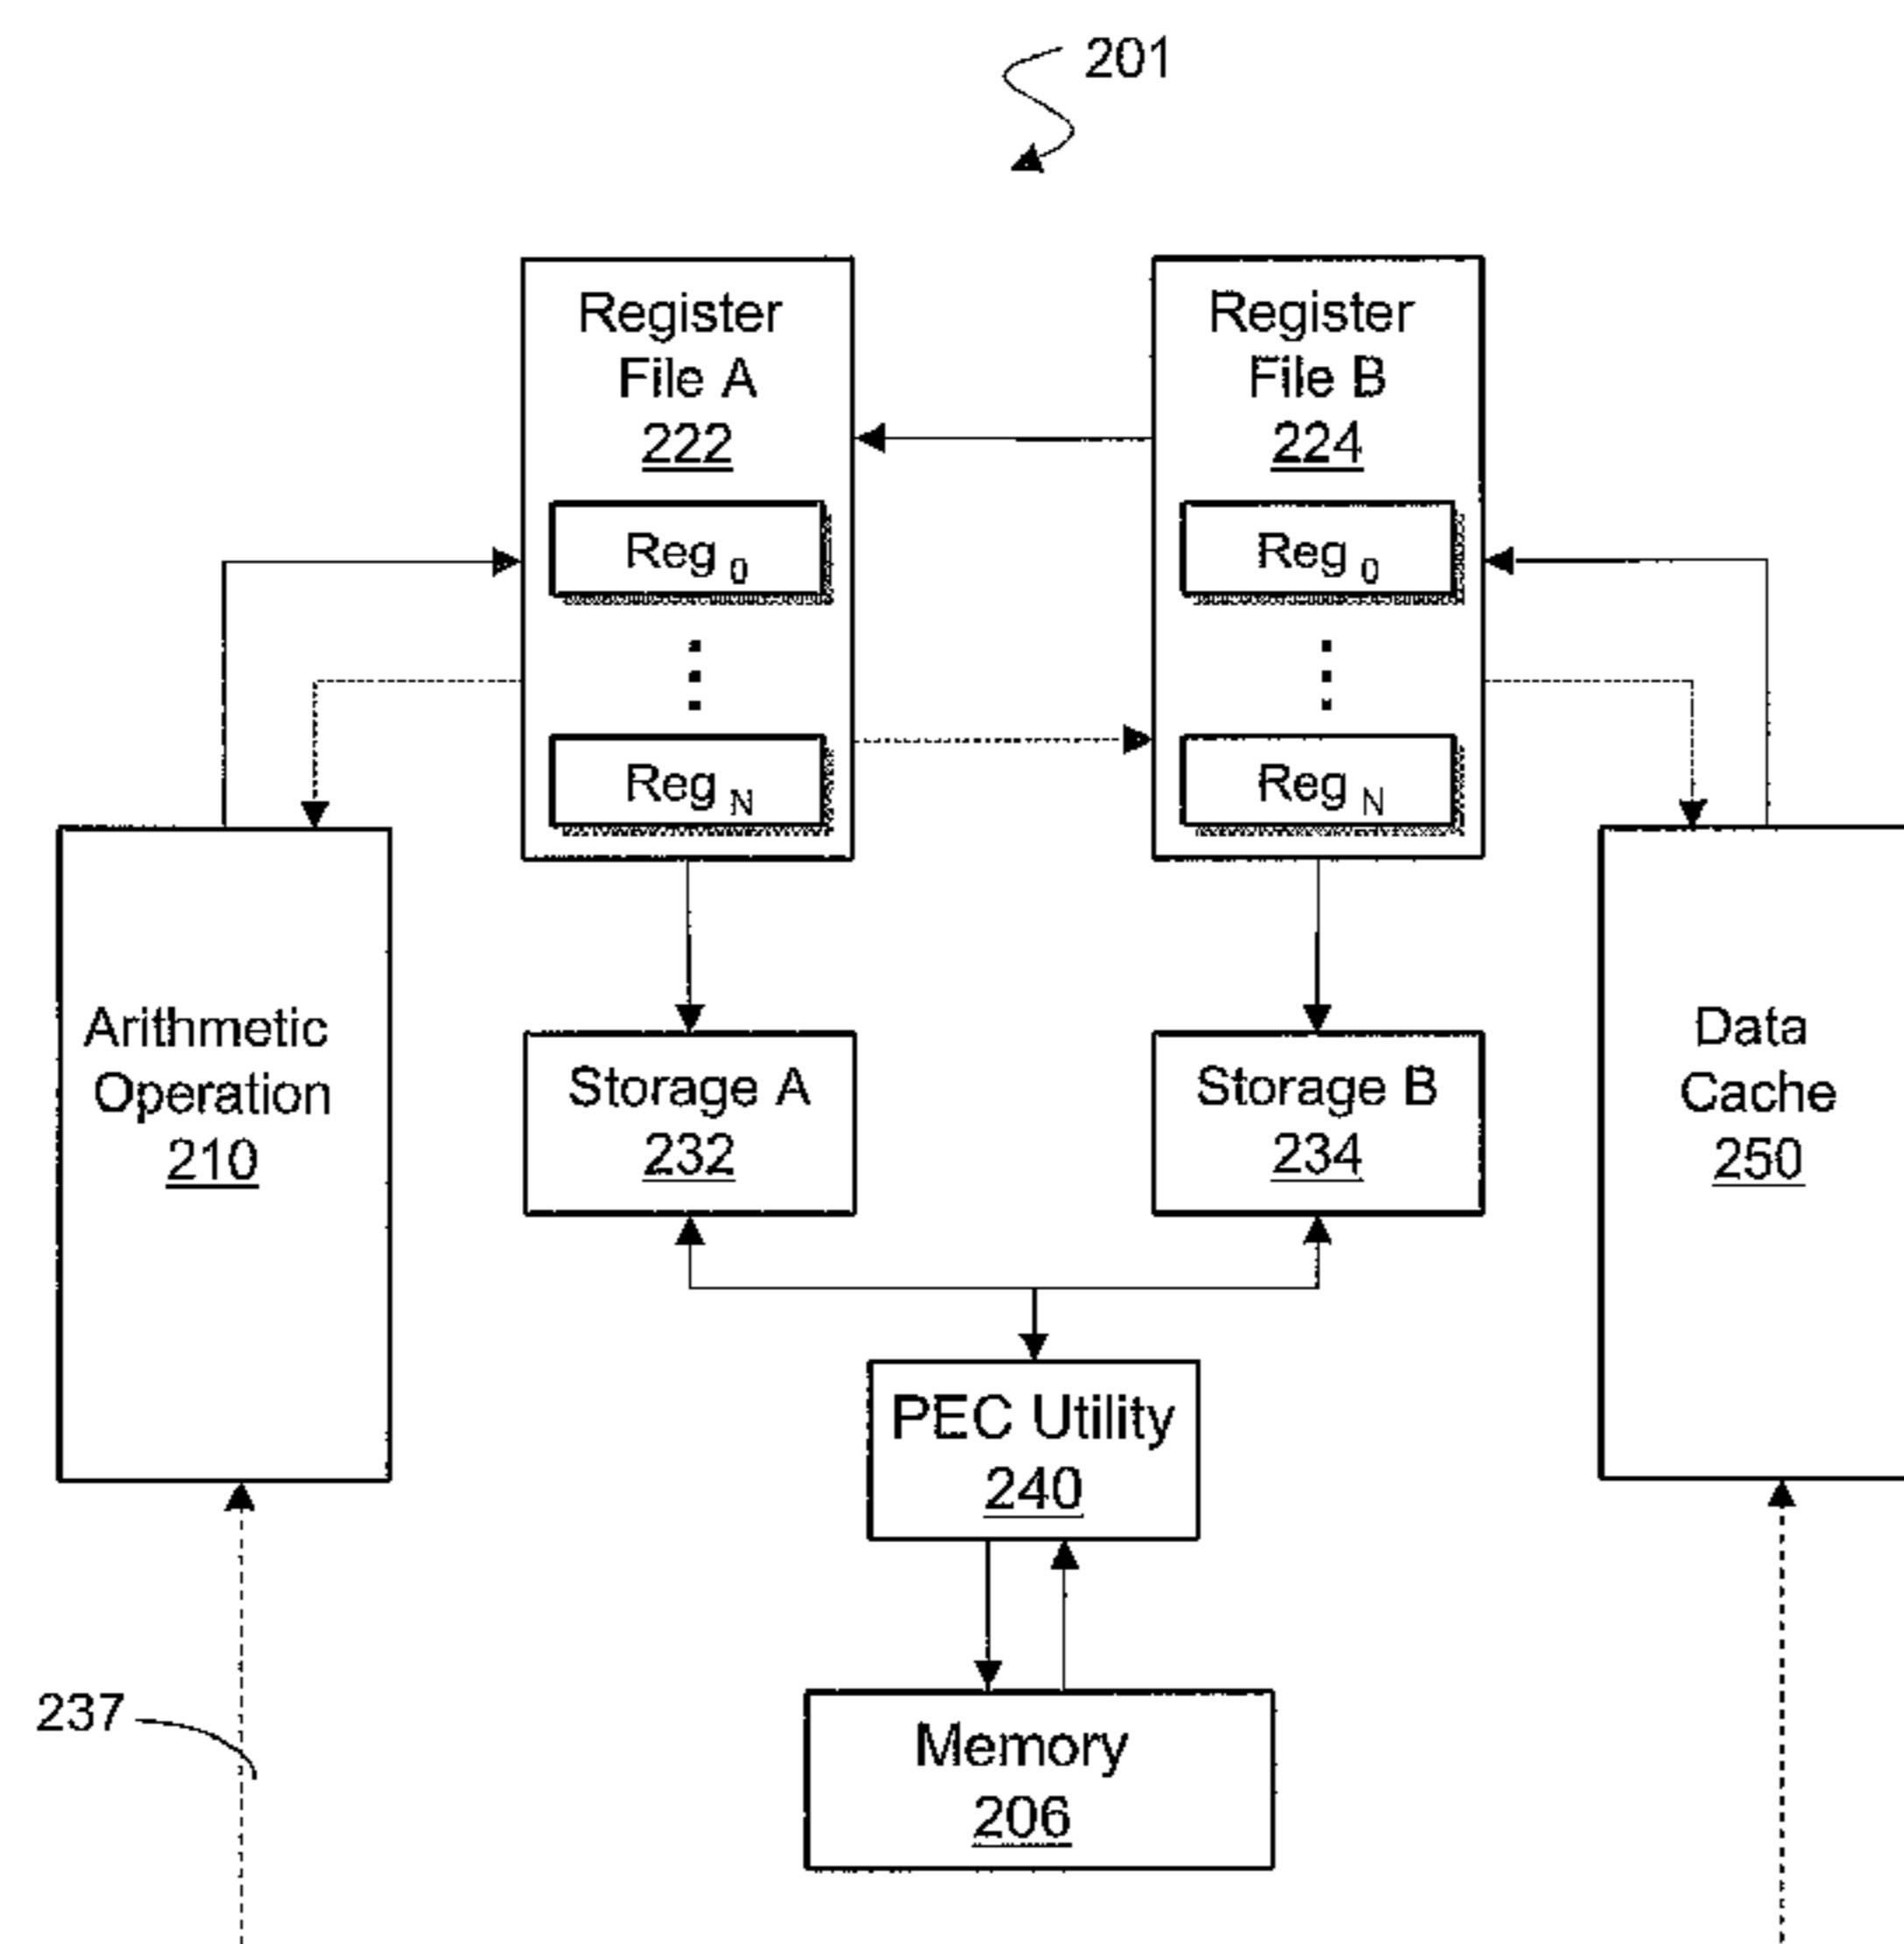 201
Register
File A
222
Reg 0
Reg N
Register
File B
224
Reg 0
Reg N
Arithmetic
Operation
210
Storage A
232
Storage B
234
Data
Cache
250
PEC Utility
240
237
Memory
206